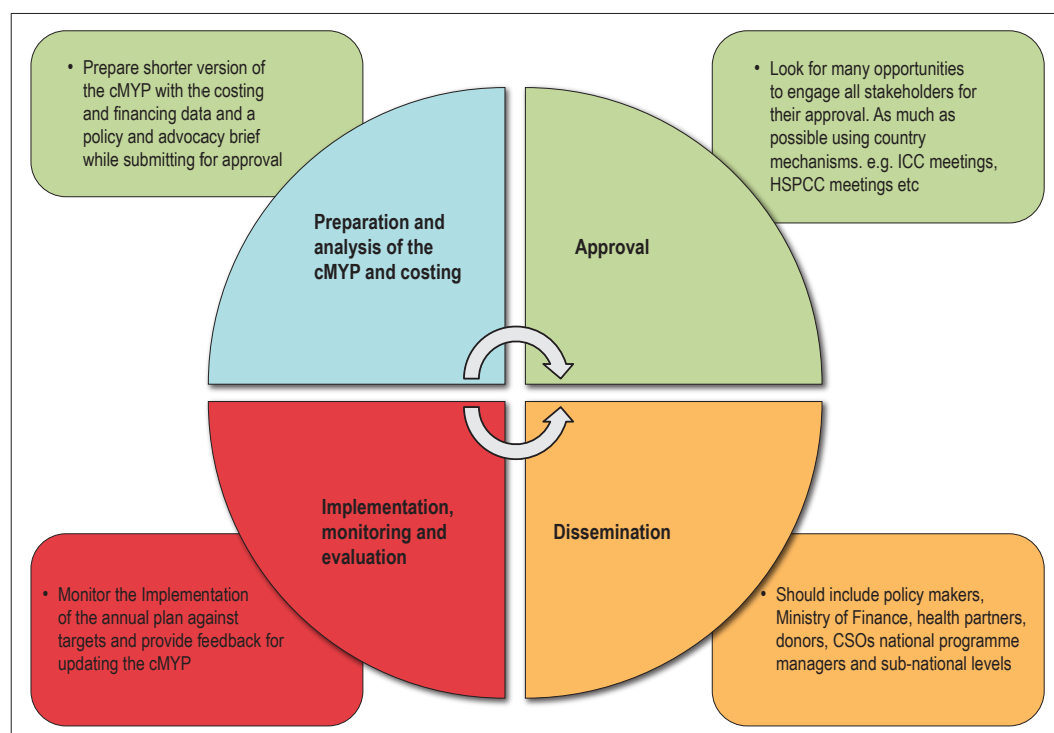 • Prepare shorter version of
the cMYP with the costing
and financing data and a
policy and advocacy brief
while submitting for approval
• Look for many opportunities
to engage all stakeholders for
their approval. As much as
possible using country
mechanisms. e.g. ICC meetings,
HSPCC meetings etc
Preparation and
analysis of the
cMYP and costing
Approval
Implementation,
monitoring and
evaluation
Dissemination
• Monitor the Implementation
of the annual plan against
targets and provide feedback for
updating the cMYP
• Should include policy makers,
Ministry of Finance, health partners,
donors, CSOs national programme
managers and sub-national levels